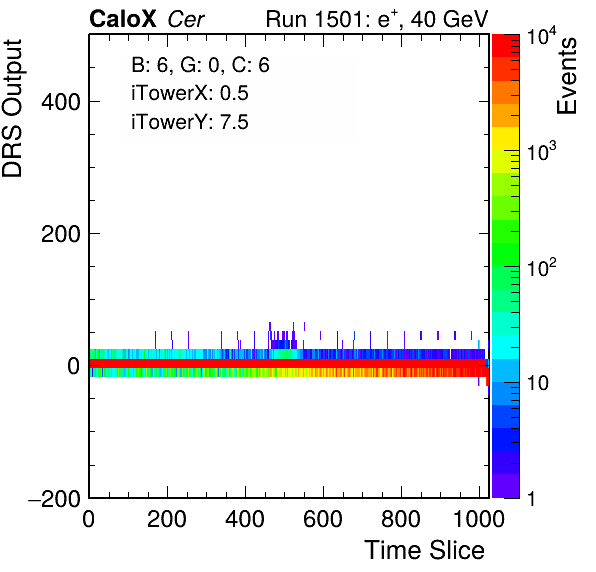 CaloX Cer
Run 1501: e⁺, 40 GeV
B: 6, G: 0, C: 6
iTowerX: 0.5
iTowerY: 7.5
DRS Output
400
200
0
−200
0 200 400 600 800 1000
Time Slice
10⁴
10³
10²
10
1
Events